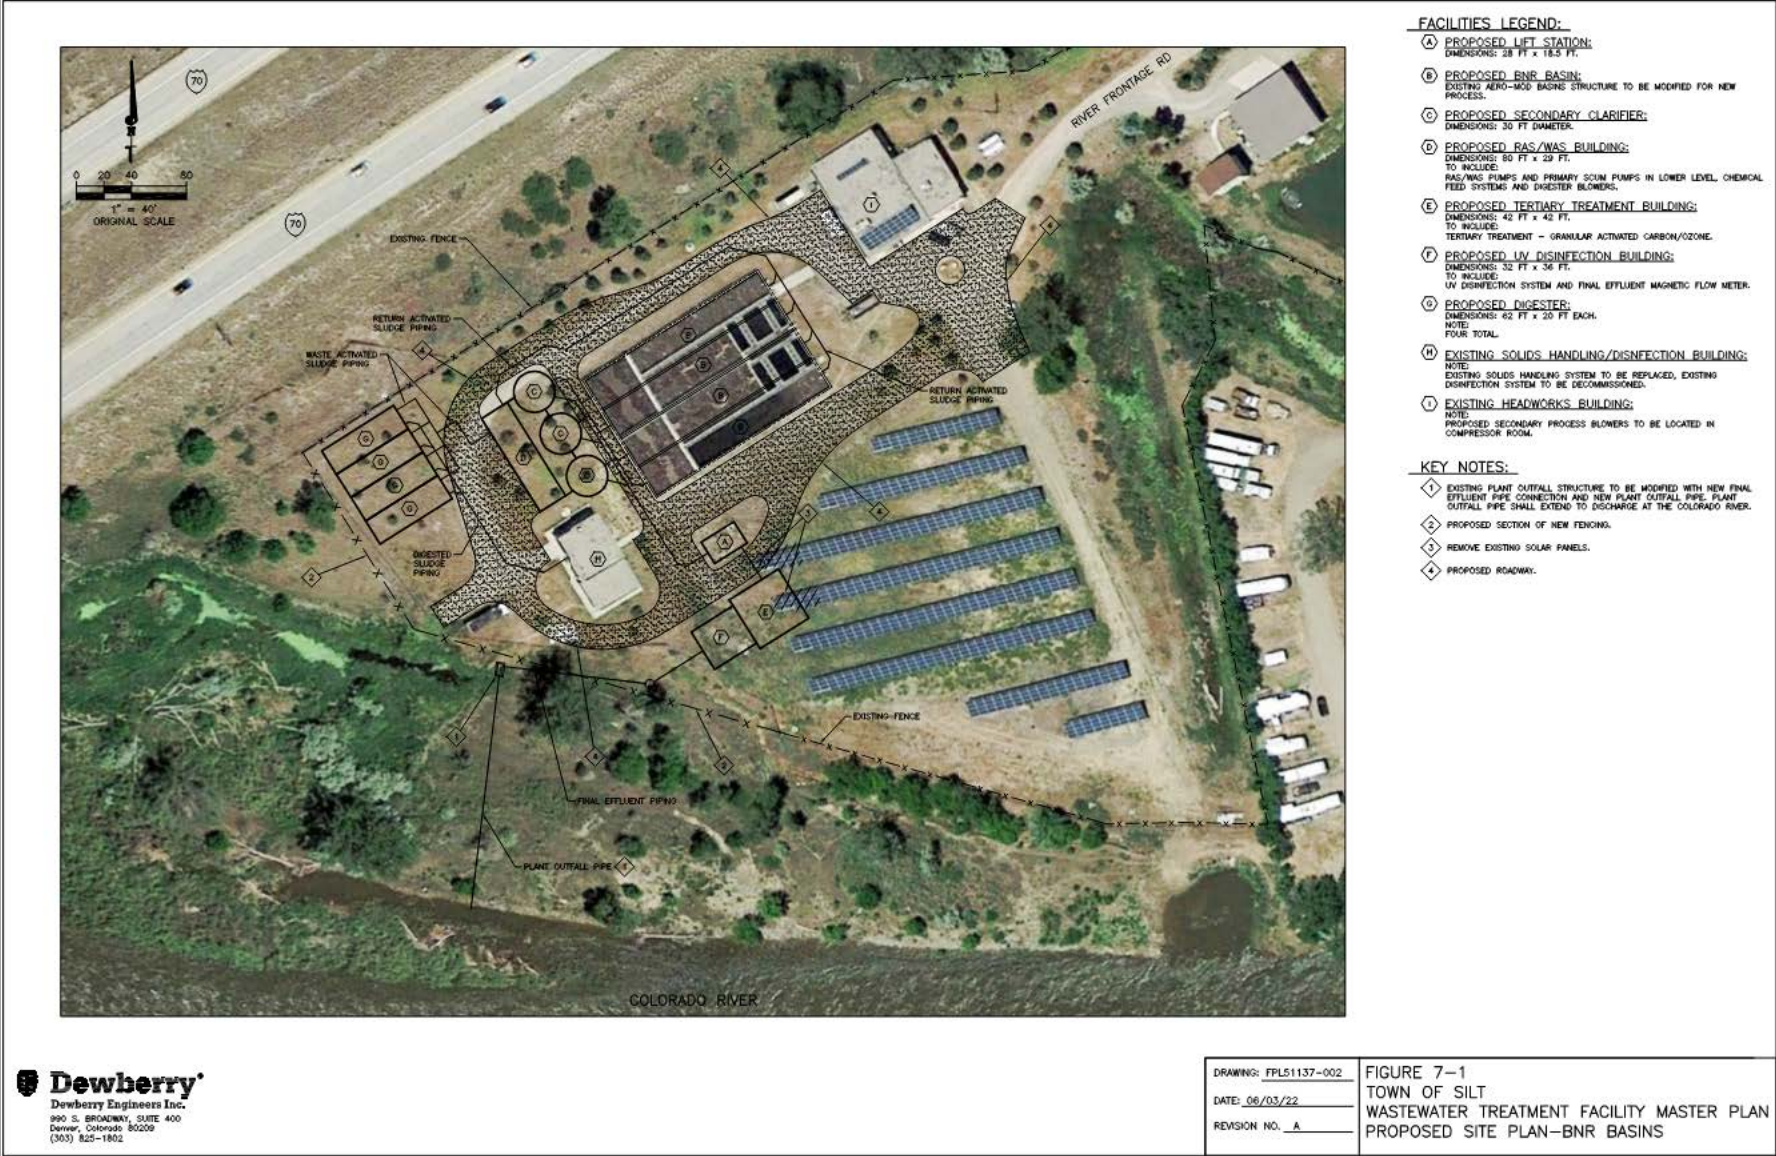 FACILITIES LEGEND:
A PROPOSED LIFT STATION:
DIMENSIONS: 28 FT x 18.5 FT.
B PROPOSED BNR BASIN:
EXISTING AERO-MOD BASINS STRUCTURE TO BE MODIFIED FOR NEW
PROCESS.
C PROPOSED SECONDARY CLARIFIER:
DIMENSIONS: 30 FT DIAMETER.
D PROPOSED RAS/WAS BUILDING:
DIMENSIONS: 80 FT x 29 FT.
TO INCLUDE:
RAS/WAS PUMPS AND PRIMARY SCUM PUMPS IN LOWER LEVEL, CHEMICAL
FEED SYSTEMS AND DIGESTER BLOWERS.
E PROPOSED TERTIARY TREATMENT BUILDING:
DIMENSIONS: 42 FT x 42 FT.
TO INCLUDE:
TERTIARY TREATMENT - GRANULAR ACTIVATED CARBON/OZONE.
F PROPOSED UV DISINFECTION BUILDING:
DIMENSIONS: 32 FT x 36 FT.
TO INCLUDE:
UV DISINFECTION SYSTEM AND FINAL EFFLUENT MAGNETIC FLOW METER.
G PROPOSED DIGESTER:
DIMENSIONS: 62 FT x 20 FT EACH.
NOTE:
FOUR TOTAL.
H EXISTING SOLIDS HANDLING/DISNFECTION BUILDING:
NOTE:
EXISTING SOLIDS HANDLING SYSTEM TO BE REPLACED, EXISTING
DISINFECTION SYSTEM TO BE DECOMMISSIONED.
I EXISTING HEADWORKS BUILDING:
NOTE:
PROPOSED SECONDARY PROCESS BLOWERS TO BE LOCATED IN
COMPRESSOR ROOM.
KEY NOTES:
1 EXISTING PLANT OUTFALL STRUCTURE TO BE MODIFIED WITH NEW FINAL
EFFLUENT PIPE CONNECTION AND NEW PLANT OUTFALL PIPE. PLANT
OUTFALL PIPE SHALL EXTEND TO DISCHARGE AT THE COLORADO RIVER.
2 PROPOSED SECTION OF NEW FENCING.
3 REMOVE EXISTING SOLAR PANELS.
4 PROPOSED ROADWAY.
70
N
0 20 40 80
1" = 40'
ORIGINAL SCALE
70
RIVER FRONTAGE RD
4
I
4
EXISTING FENCE
RETURN ACTIVATED
SLUDGE PIPING
WASTE ACTIVATED
SLUDGE PIPING
4
B
B
B
C
C
D
G
G
G
G
RETURN ACTIVATED
SLUDGE PIPING
3
4
A
H
DIGESTED
SLUDGE
PIPING
2
E
F
1
4
2
EXISTING FENCE
FINAL EFFLUENT PIPING
PLANT OUTFALL PIPE 1
COLORADO RIVER
Dewberry
Dewberry Engineers Inc.
990 S. BROADWAY, SUITE 400
Denver, Colorado 80209
(303) 825-1802
DRAWING: FPL51137-002
DATE: 06/03/22
REVISION NO. A
FIGURE 7-1
TOWN OF SILT
WASTEWATER TREATMENT FACILITY MASTER PLAN
PROPOSED SITE PLAN-BNR BASINS